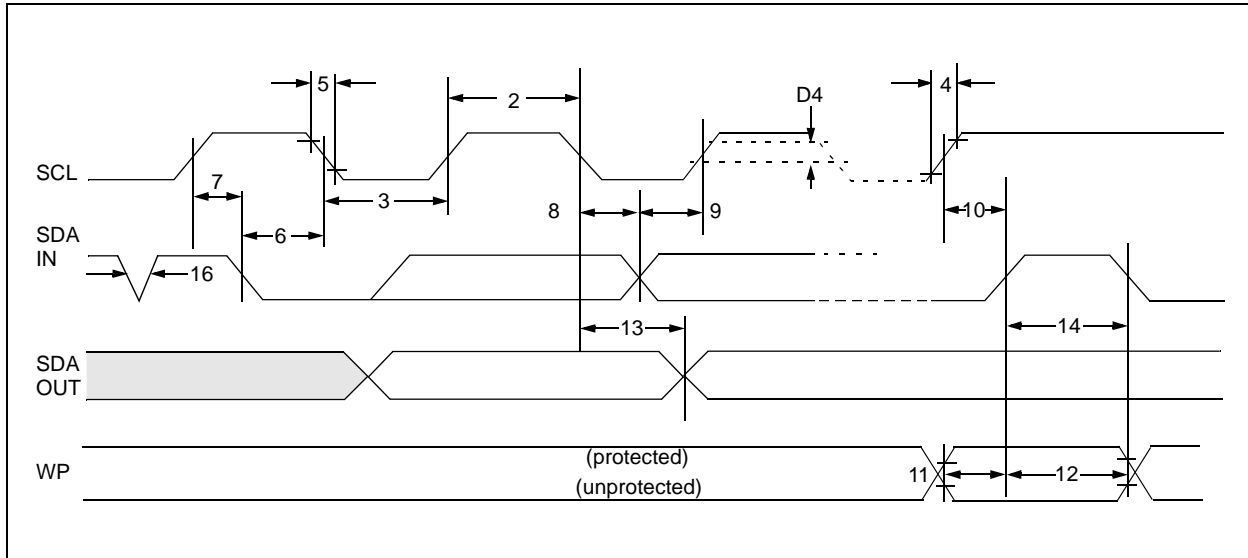 5
2
D4
4
SCL
7
3
8
9
10
SDA
IN
6
16
13
14
SDA
OUT
WP
(protected)
(unprotected)
11
12